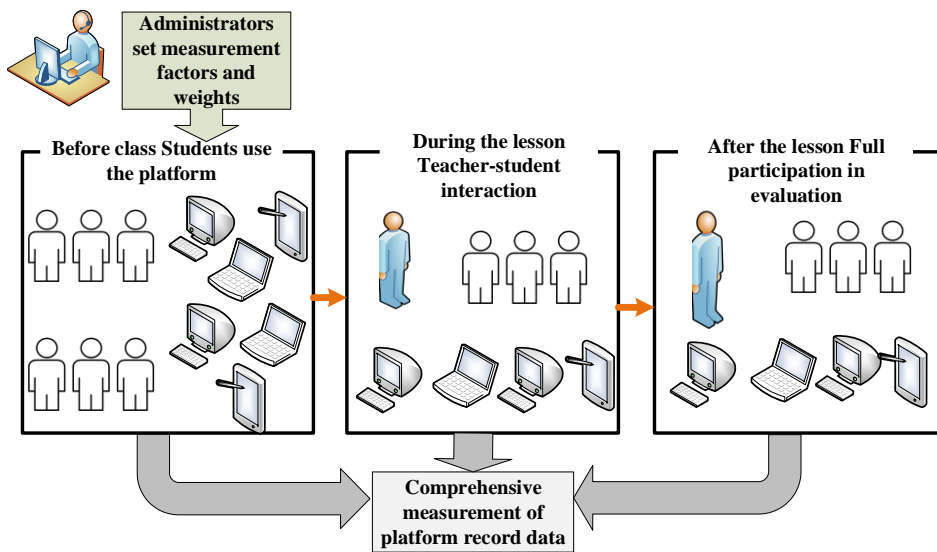 Administrators
set measurement
factors and
weights
Before class Students use
the platform
During the lesson
Teacher-student
interaction
After the lesson Full
participation in
evaluation
Comprehensive
measurement of
platform record data